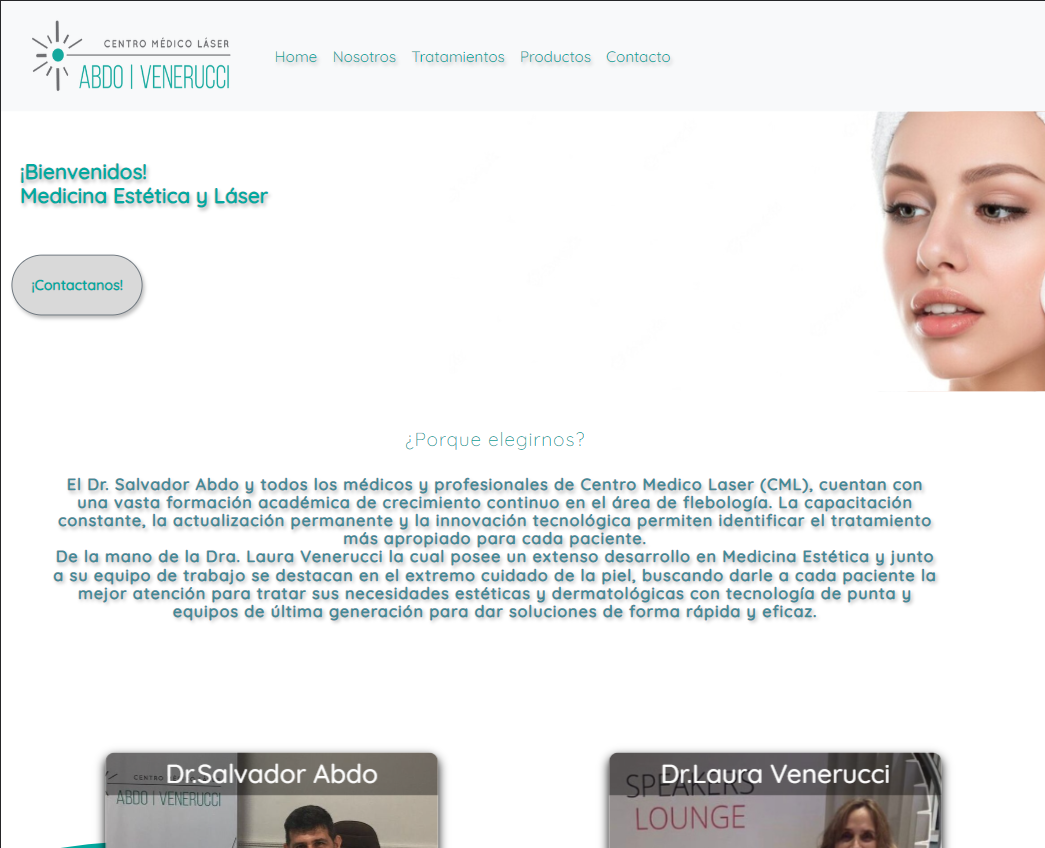 CENTRO MÉDICO LÁSER
ABDO | VENERUCCI
Home Nosotros Tratamientos Productos Contacto
¡Bienvenidos!
Medicina Estética y Láser
¡Contactanos!
¿Porque elegirnos?
El Dr. Salvador Abdo y todos los médicos y profesionales de Centro Medico Laser (CML), cuentan con
una vasta formación académica de crecimiento continuo en el área de flebología. La capacitación
constante, la actualización permanente y la innovación tecnológica permiten identificar el tratamiento
más apropiado para cada paciente.
De la mano de la Dra. Laura Venerucci la cual posee un extenso desarrollo en Medicina Estética y junto
a su equipo de trabajo se destacan en el extremo cuidado de la piel, buscando darle a cada paciente la
mejor atención para tratar sus necesidades estéticas y dermatológicas con tecnología de punta y
equipos de última generación para dar soluciones de forma rápida y eficaz.
Dr.Salvador Abdo
CENTRO
ABDO | VENERUCCI
Dr.Laura Venerucci
SPEAKERS
LOUNGE